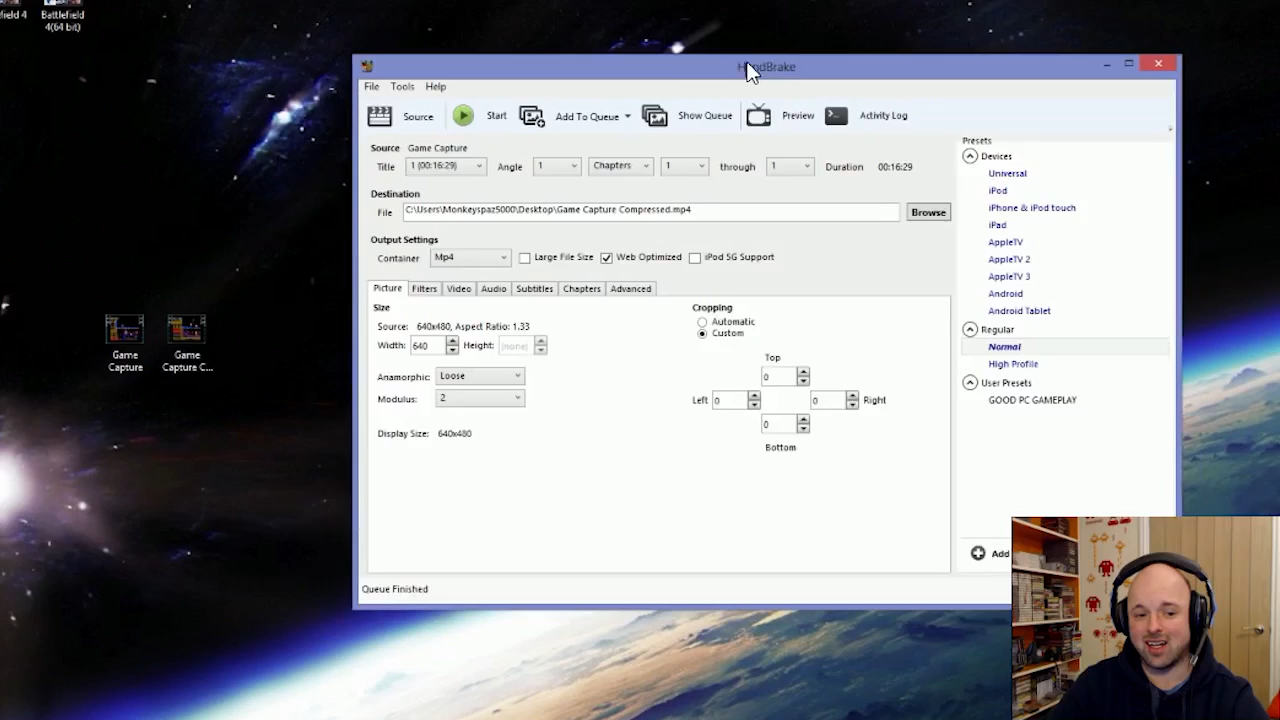 field 4
Battlefield
4(64 bit)
HandBrake
File Tools Help
Source Start Add To Queue Show Queue Preview Activity Log
Source Game Capture
Title 1 (00:16:29) Angle 1 Chapters 1 through 1 Duration 00:16:29
Destination
File C:\Users\Monkeyspaz5000\Desktop\Game Capture Compressed.mp4 Browse
Output Settings
Container Mp4 Large File Size Web Optimized iPod 5G Support
Picture Filters Video Audio Subtitles Chapters Advanced
Size
Source: 640x480, Aspect Ratio: 1.33
Width: 640 Height: (none)
Anamorphic: Loose
Modulus: 2
Display Size: 640x480
Cropping
Automatic
Custom
Top
0
Left 0 0 Right
0
Bottom
Presets
Devices
Universal
iPod
iPhone & iPod touch
iPad
AppleTV
AppleTV 2
AppleTV 3
Android
Android Tablet
Regular
Normal
High Profile
User Presets
GOOD PC GAMEPLAY
Add
Queue Finished
Game
Capture
Game
Capture C...